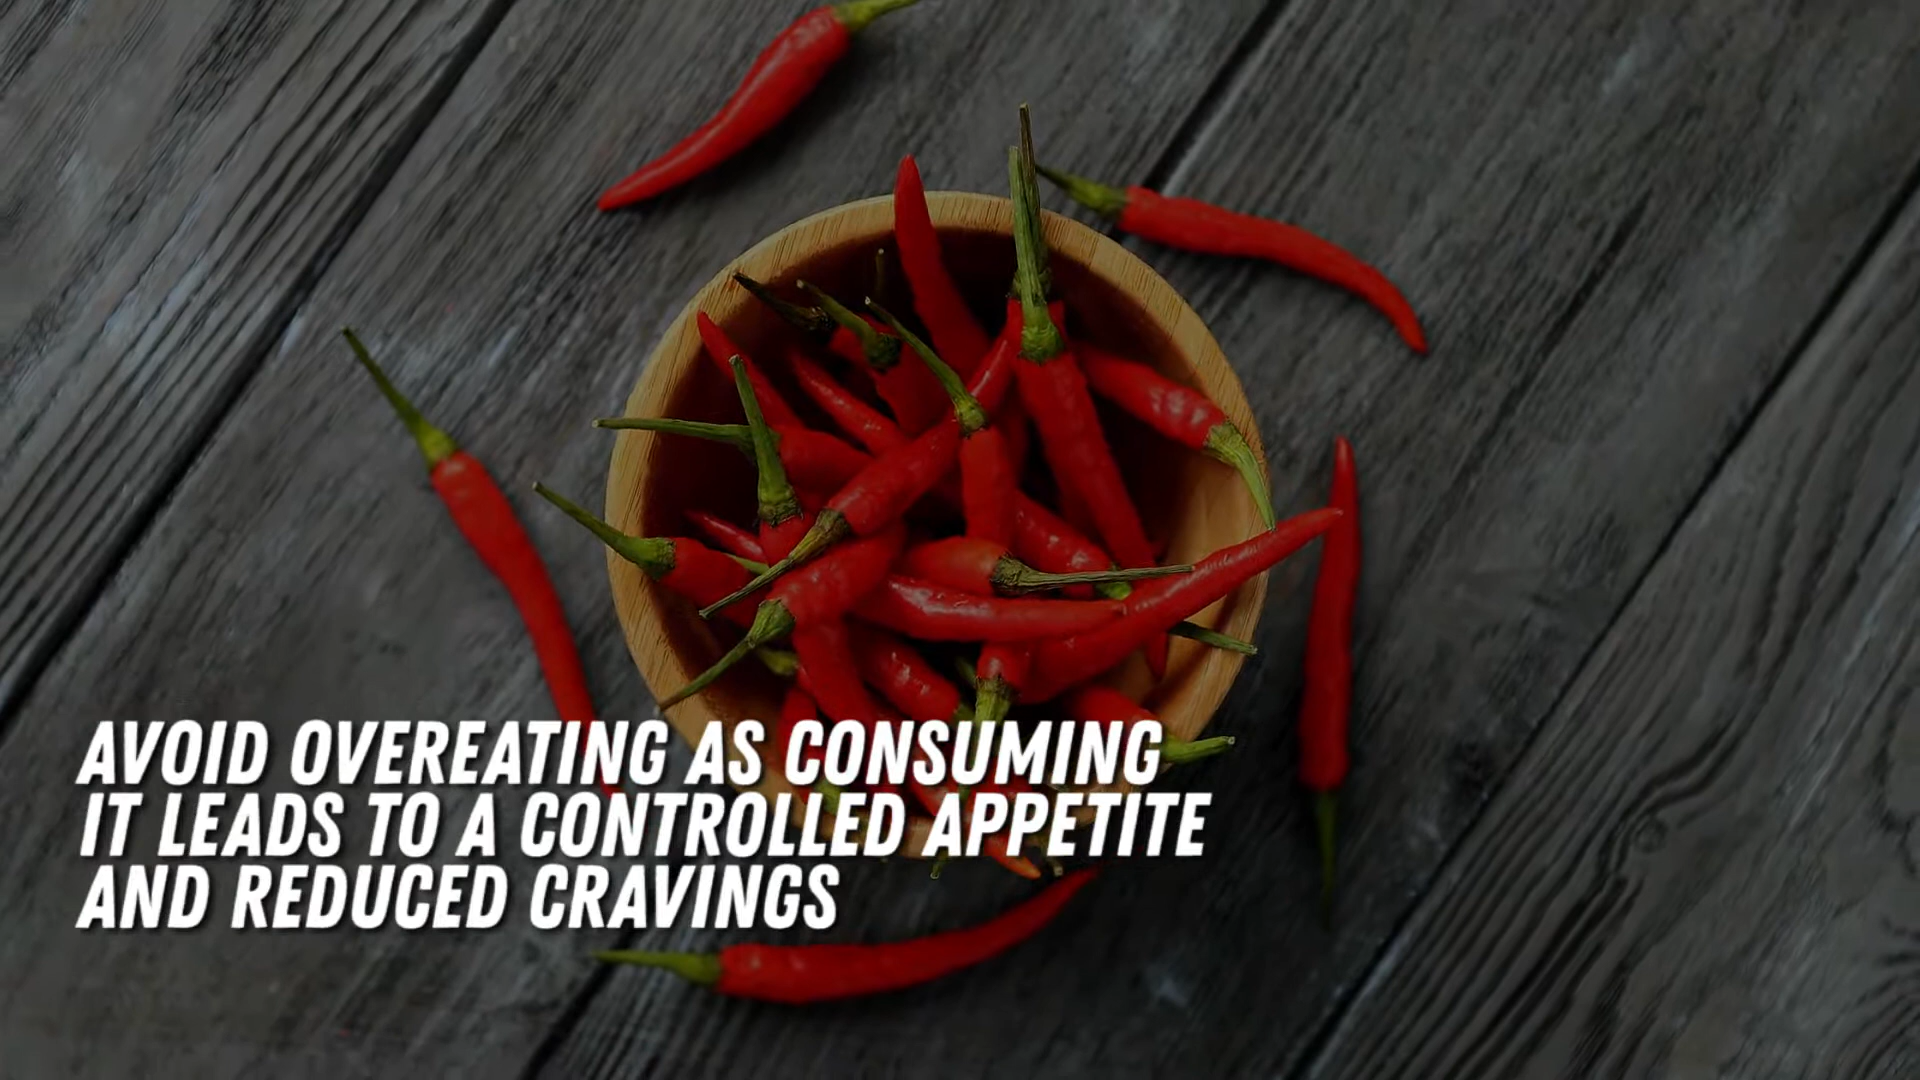 AVOID OVEREATING AS CONSUMING
IT LEADS TO A CONTROLLED APPETITE
AND REDUCED CRAVINGS